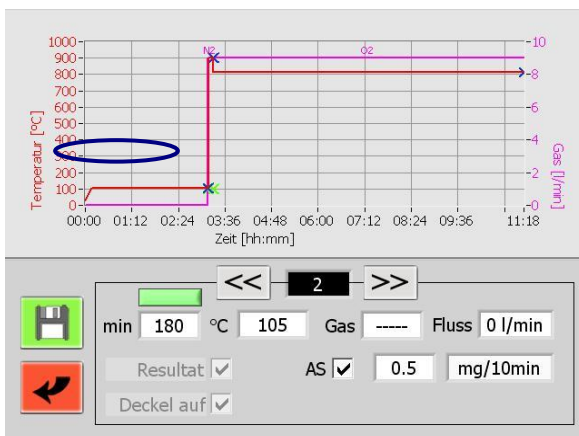 1000
900
800
700
600
500
400
300
200
100
0
Temperatur [°C]
N2
O2
10
8
6
4
2
0
Gas [l/min]
00:00 01:12 02:24 03:36 04:48 06:00 07:12 08:24 09:36 11:18
Zeit [hh:mm]
<< 2 >>
min 180 °C 105 Gas ----- Fluss 0 l/min
Resultat AS 0.5 mg/10min
Deckel auf